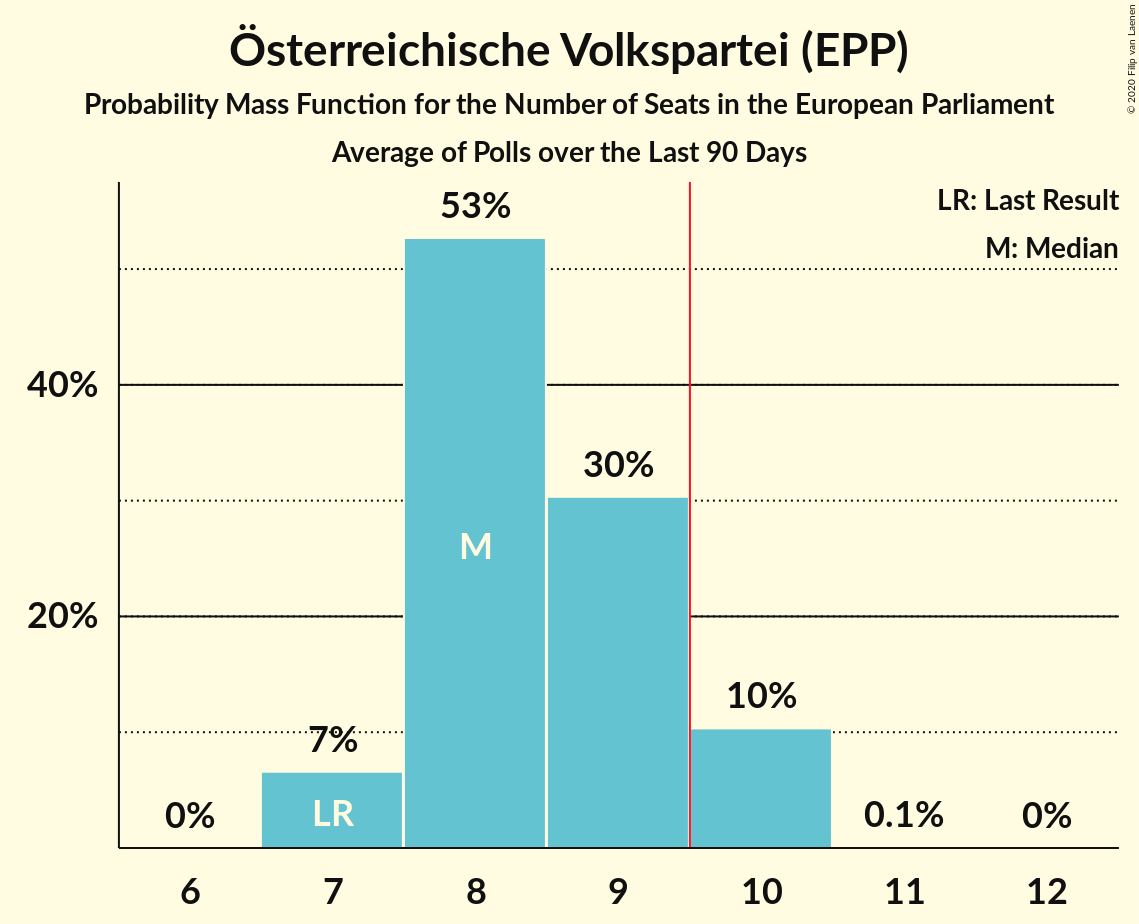 Österreichische Volkspartei (EPP)
Probability Mass Function for the Number of Seats in the European Parliament
Average of Polls over the Last 90 Days
© 2020 Filip van Laenen
LR: Last Result
M: Median
53%
40%
30%
M
20%
10%
7%
LR
0%
0.1%
0%
6 7 8 9 10 11 12